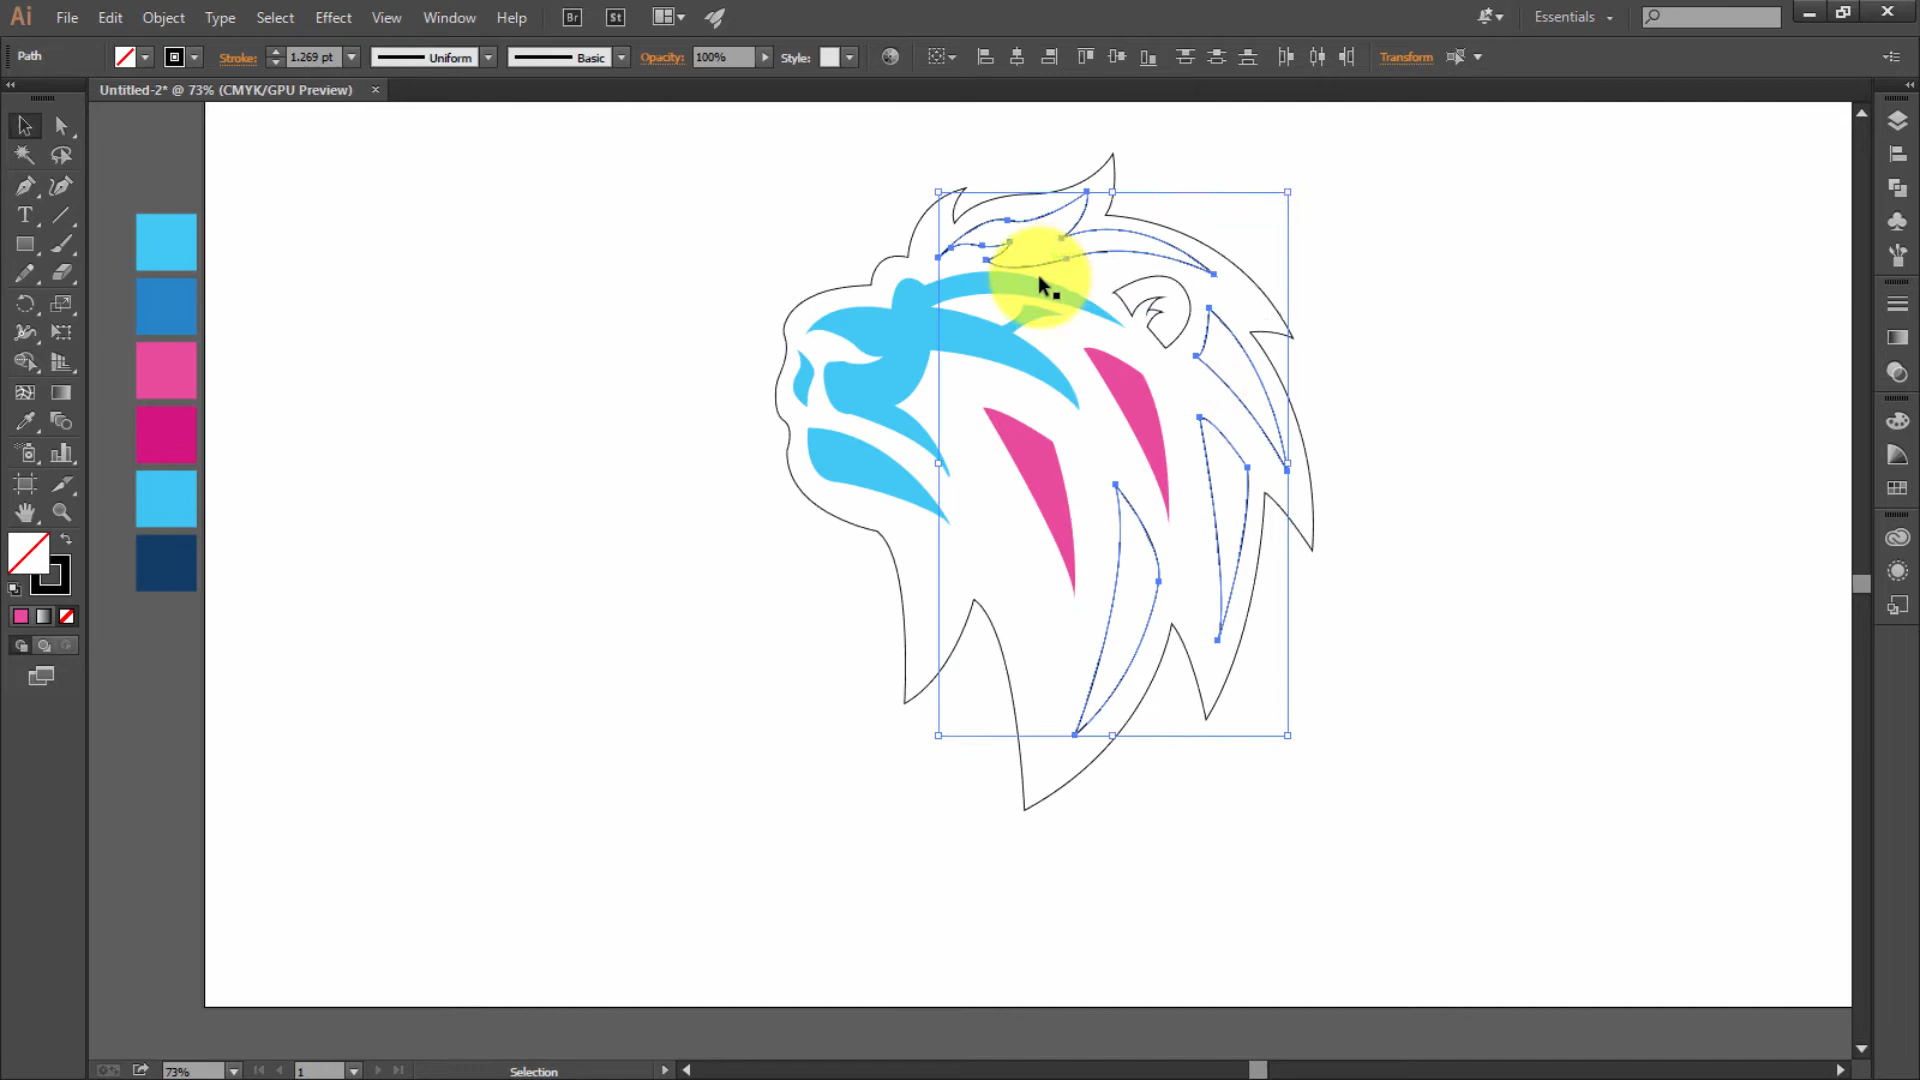 Ai File Edit Object Type Select Effect View Window Help Br St Essentials
Path Stroke: 1.269 pt Uniform Basic Opacity: 100% Style: Transform
Untitled-2* @ 73% (CMYK/GPU Preview) ×
T
73% 1 Selection